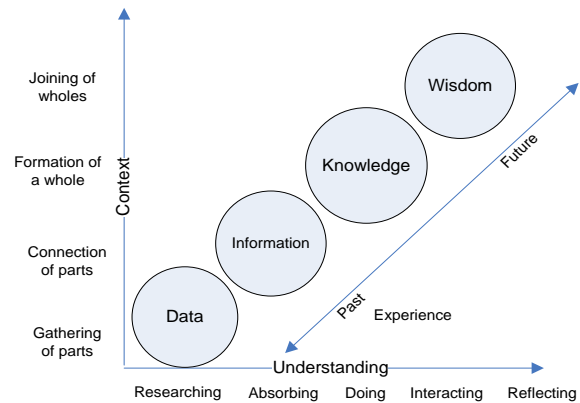 Joining of
wholes
Wisdom
Formation of
a whole
Context
Knowledge
Future
Connection
of parts
Information
Gathering
of parts
Data
Past
Experience
Understanding
Researching
Absorbing
Doing
Interacting
Reflecting